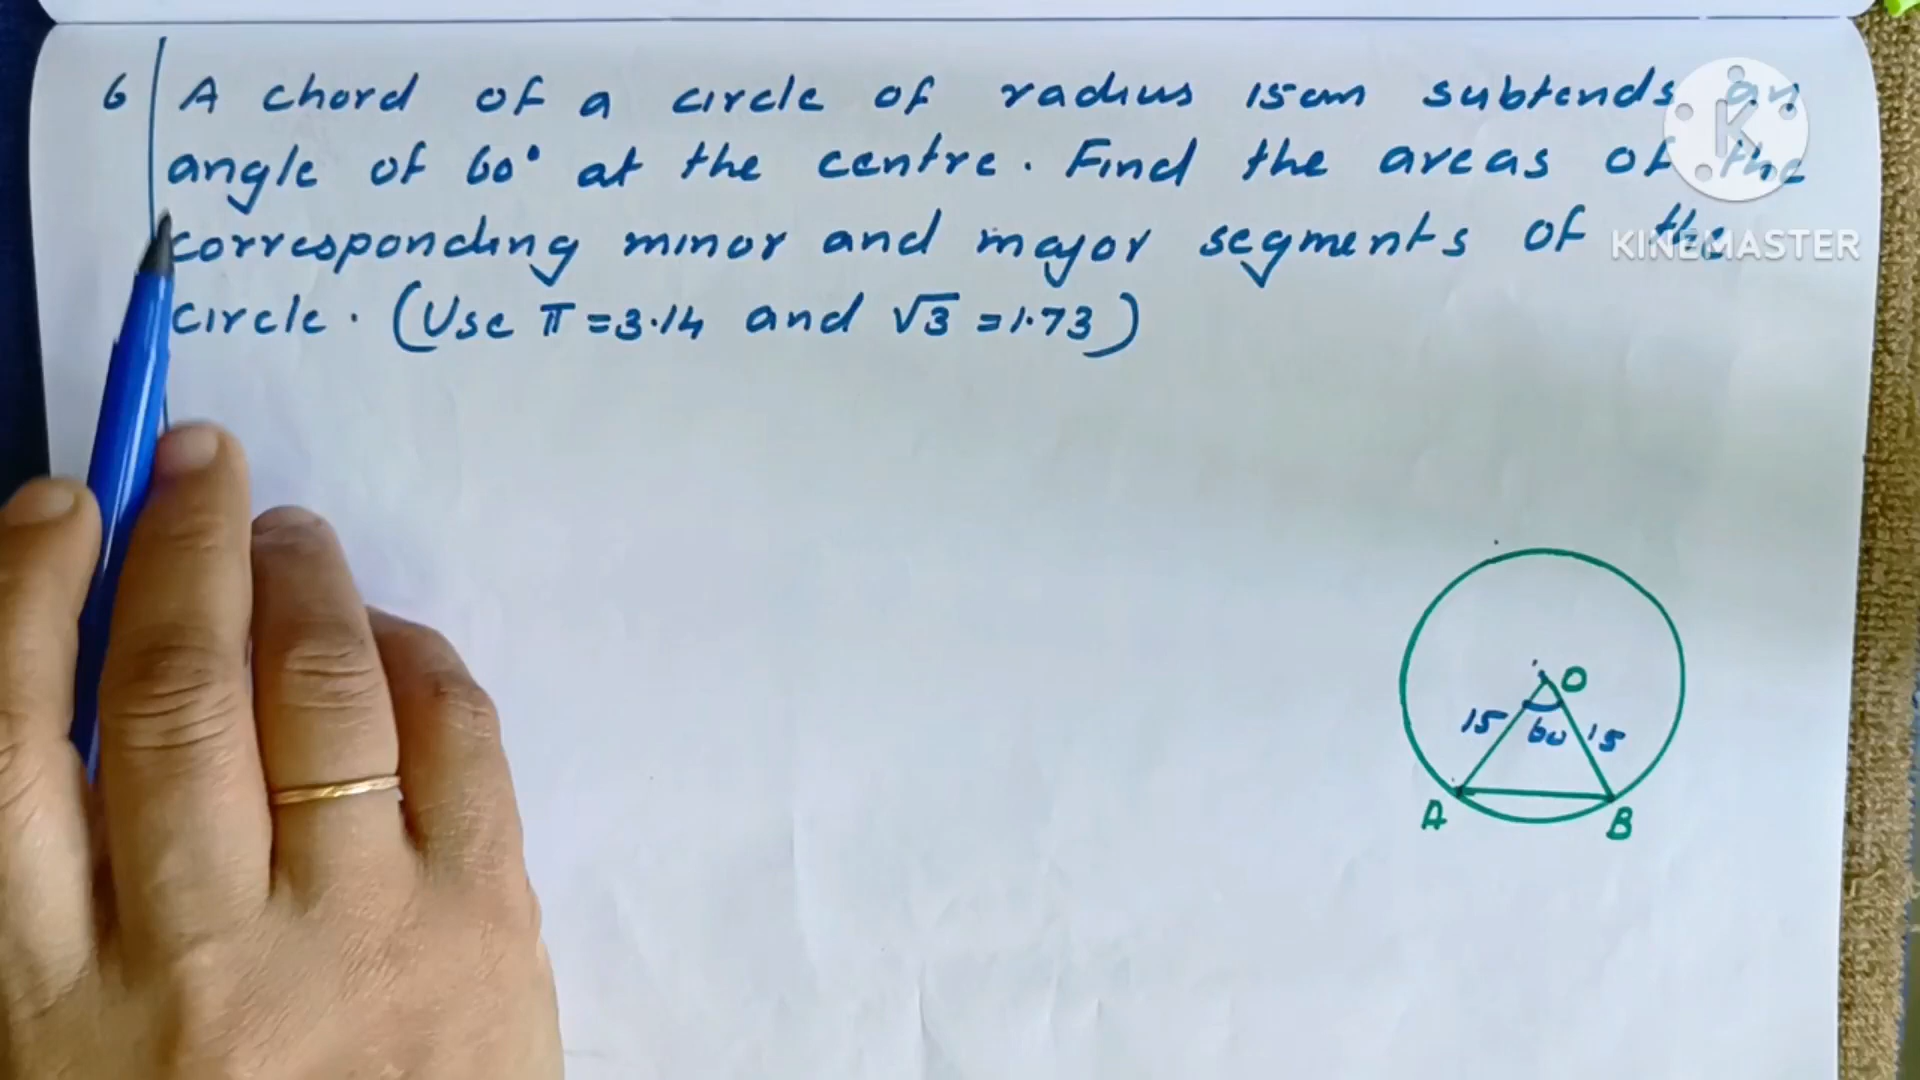 6 A chord of a circle of radius 15cm subtends an
angle of 60° at the centre. Find the areas of the
corresponding minor and major segments of the
circle. (Use π = 3.14 and √3 = 1.73)
K
KINEMASTER
O
15 60 15
A B